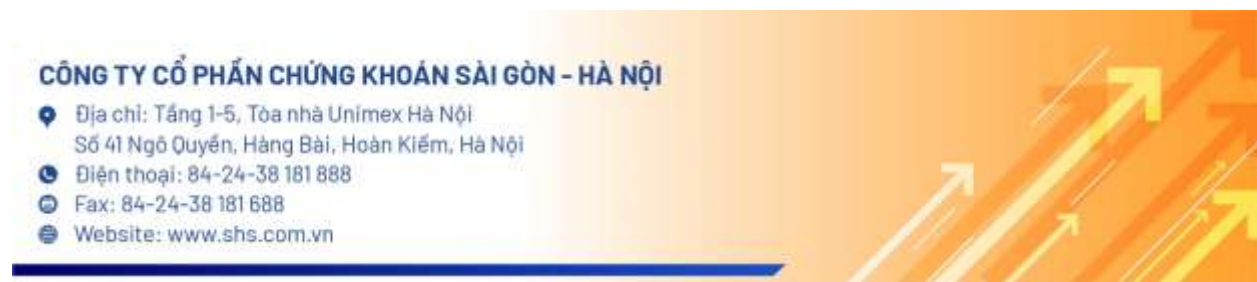 CÔNG TY CỔ PHẦN CHỨNG KHOÁN SÀI GÒN - HÀ NỘI
Địa chỉ: Tầng 1-5, Tòa nhà Unimex Hà Nội
Số 41 Ngô Quyền, Hàng Bài, Hoàn Kiếm, Hà Nội
Điện thoại: 84-24-38 181 888
Fax: 84-24-38 181 688
Website: www.shs.com.vn